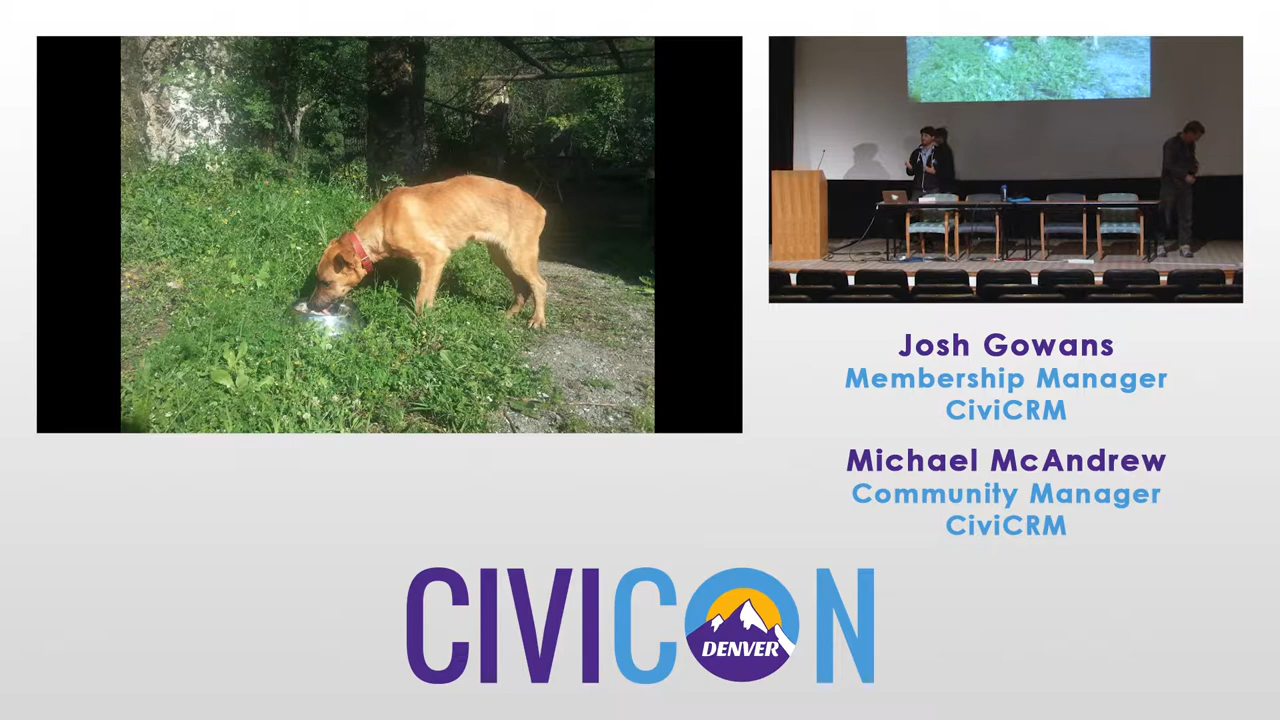 Josh Gowans
Membership Manager
CiviCRM
Michael McAndrew
Community Manager
CiviCRM
CIVICON
DENVER